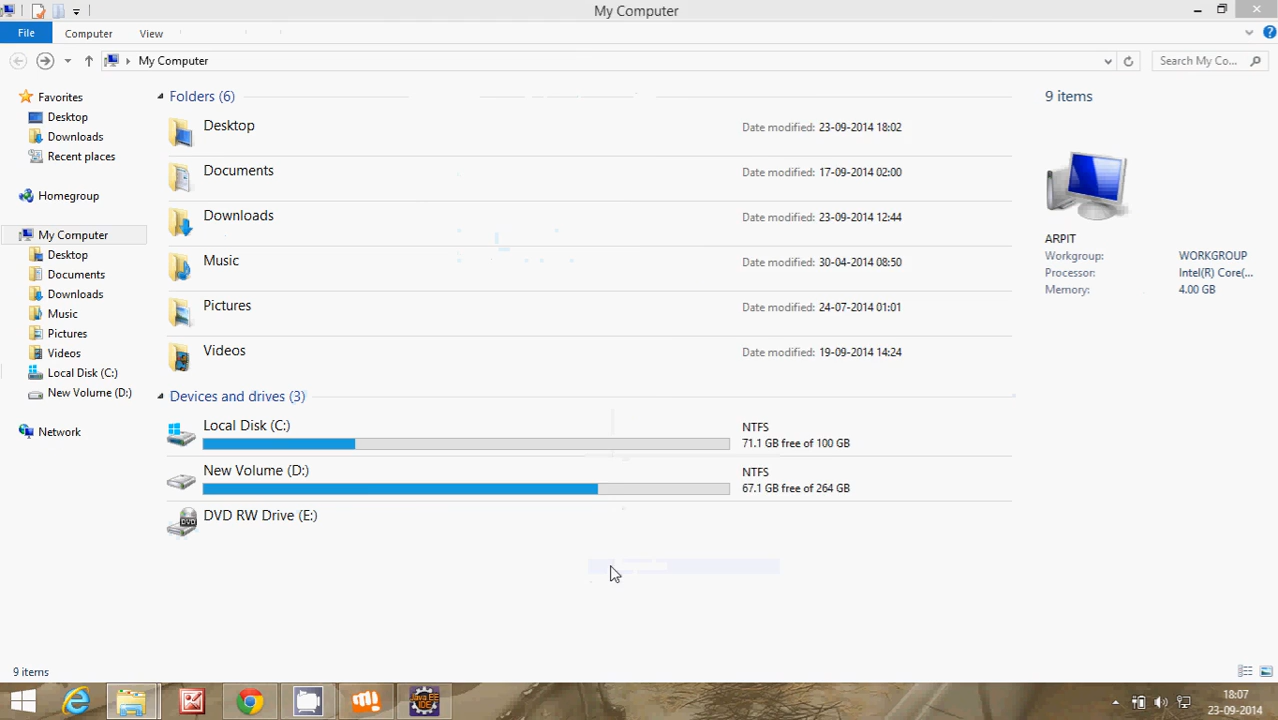 My Computer
File Computer View
My Computer
Search My Co...
Favorites
Desktop
Downloads
Recent places
Homegroup
My Computer
Desktop
Documents
Downloads
Music
Pictures
Videos
Local Disk (C:)
New Volume (D:)
Network
Folders (6)
Desktop Date modified: 23-09-2014 18:02
Documents Date modified: 17-09-2014 02:00
Downloads Date modified: 23-09-2014 12:44
Music Date modified: 30-04-2014 08:50
Pictures Date modified: 24-07-2014 01:01
Videos Date modified: 19-09-2014 14:24
Devices and drives (3)
Local Disk (C:) NTFS
71.1 GB free of 100 GB
New Volume (D:) NTFS
67.1 GB free of 264 GB
DVD RW Drive (E:)
9 items
ARPIT
Workgroup: WORKGROUP
Processor: Intel(R) Core(...
Memory: 4.00 GB
9 items
Java EE
IDE
18:07
23-09-2014